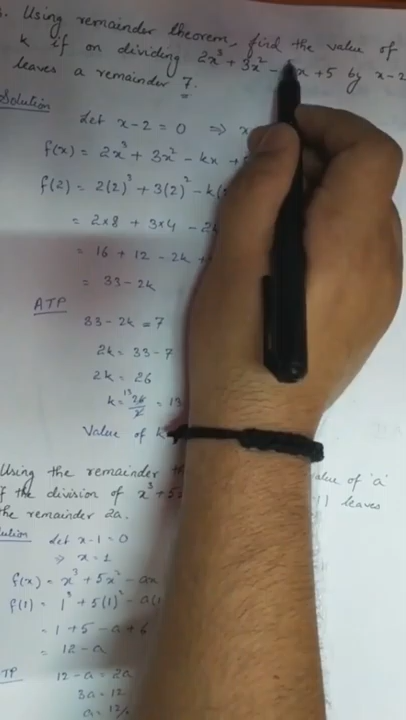 Using remainder theorem, find the value of
k if on dividing 2x³ + 3x² - x + 5 by x-2
leaves a remainder 7.
Solution
Let x-2 = 0 ⇒ x
f(x) = 2x³ + 3x² - kx +
f(2) = 2(2)³ + 3(2)² - k(
= 2×8 + 3×4 - 2k
= 16 + 12 - 2k +
= 33 - 2k
ATP
33 - 2k = 7
2k = 33 - 7
2k = 26
k = 26/2 13 = 13
Value of k
Using the remainder value of 'a'
the division of x³ + 5 leaves
the remainder 2a.
Let x-1 = 0
⇒ x = 1
f(x) = x³ + 5x² - ax
f(1) = 1³ + 5(1)² - a(1
= 1 + 5 - a + 6
= 12 - a
TP
12 - a = 2a
3a = 12
a = 12/